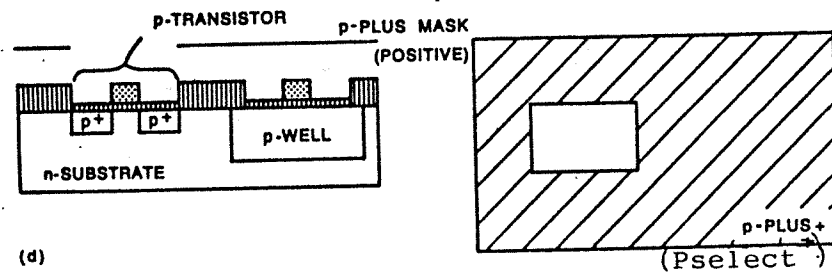 p-TRANSISTOR
p-PLUS MASK
(POSITIVE)
p+ p+
p-WELL
n-SUBSTRATE
p-PLUS+
(Pselect)
(d)